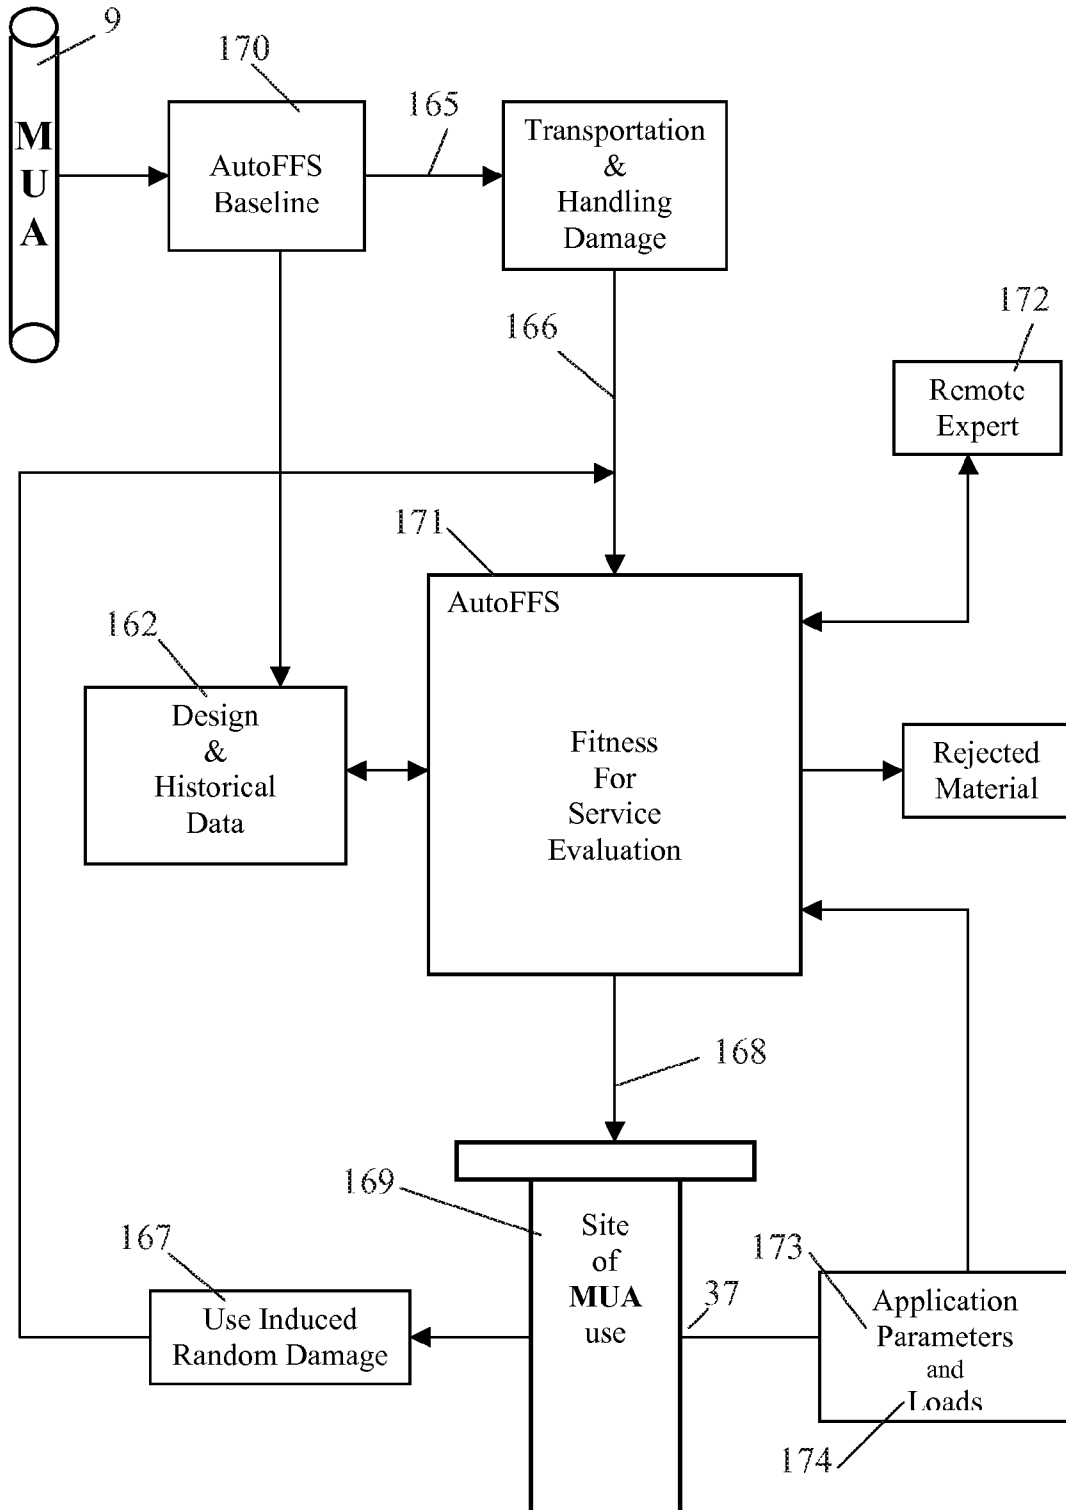 9
170
165
M
U
A
AutoFFS
Baseline
Transportation
&
Handling
Damage
166
172
Remote
Expert
171
AutoFFS
162
Design
&
Historical
Data
Fitness
For
Service
Evaluation
Rejected
Material
168
169
167
Site
of
MUA
use
37
173
Use Induced
Random Damage
Application
Parameters
and
Loads
174